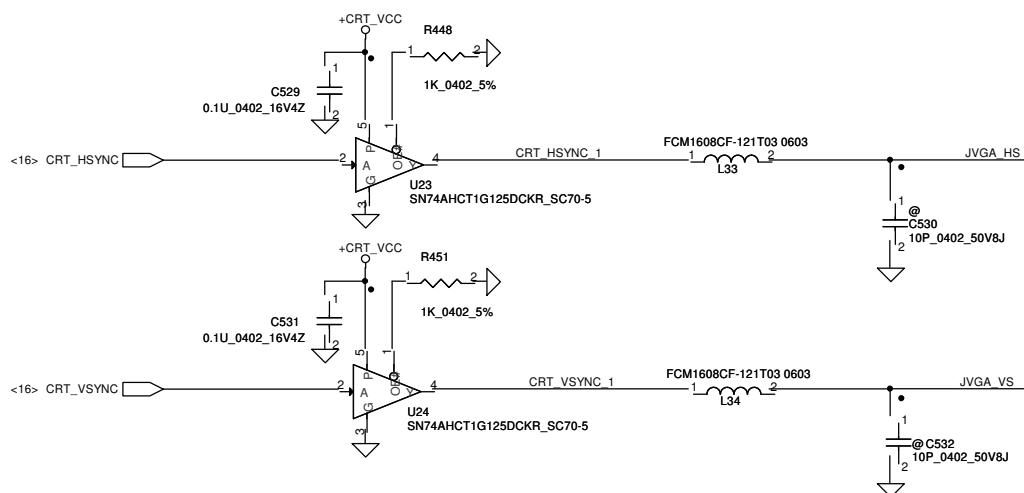 +CRT_VCC
R448
1 2
1K_0402_5%
1
C529
0.1U_0402_16V4Z
2
5
1
P
OE#
<16> CRT_HSYNC
2
A
Y
4
G
3
U23
SN74AHCT1G125DCKR_SC70-5
CRT_HSYNC_1
FCM1608CF-121T03 0603
1 2
L33
JVGA_HS
1
@
C530
10P_0402_50V8J
2
+CRT_VCC
R451
1 2
1K_0402_5%
1
C531
0.1U_0402_16V4Z
2
5
1
P
OE#
<16> CRT_VSYNC
2
A
Y
4
G
3
U24
SN74AHCT1G125DCKR_SC70-5
CRT_VSYNC_1
FCM1608CF-121T03 0603
1 2
L34
JVGA_VS
1
@ C532
10P_0402_50V8J
2